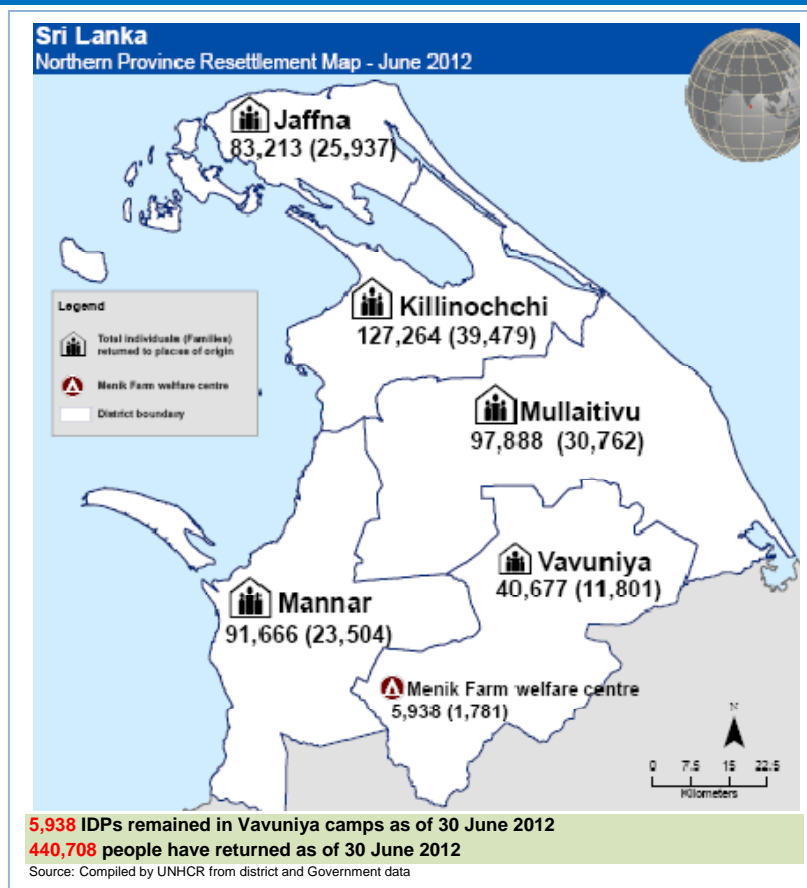 Sri Lanka
Northern Province Resettlement Map - June 2012
Jaffna
83,213 (25,937)
Killinochchi
127,264 (39,479)
Legend
Total individuals (Families)
returned to places of origin
Menik Farm welfare centre
District boundary
Mullaitivu
97,888 (30,762)
Vavuniya
40,677 (11,801)
Mannar
91,666 (23,504)
Menik Farm welfare centre
5,938 (1,781)
N
0 7.5 15 22.5
Kilometers
5,938 IDPs remained in Vavuniya camps as of 30 June 2012
440,708 people have returned as of 30 June 2012
Source: Compiled by UNHCR from district and Government data